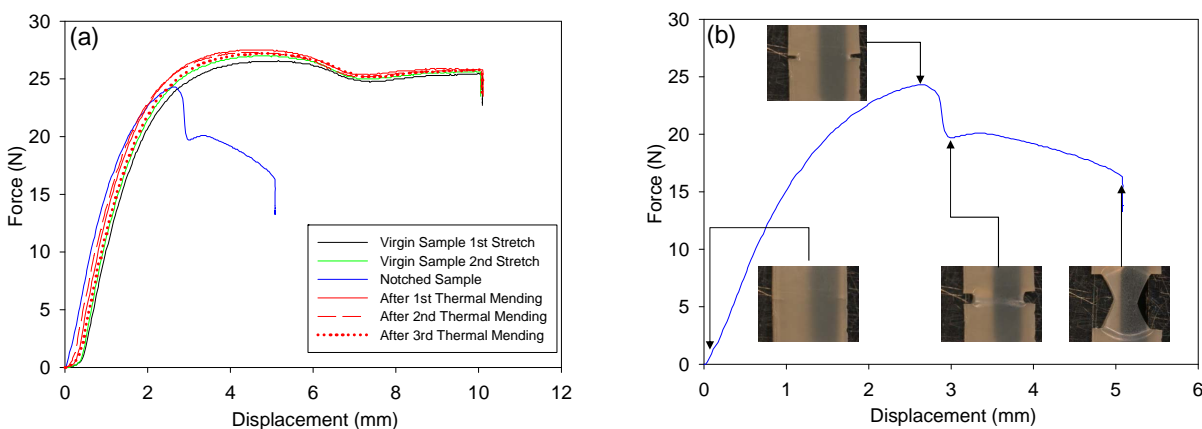 (a)
30
25
20
15
10
5
0
Force (N)
0 2 4 6 8 10 12
Displacement (mm)
Virgin Sample 1st Stretch
Virgin Sample 2nd Stretch
Notched Sample
After 1st Thermal Mending
After 2nd Thermal Mending
After 3rd Thermal Mending
(b)
30
25
20
15
10
5
0
Force (N)
0 1 2 3 4 5 6
Displacement (mm)